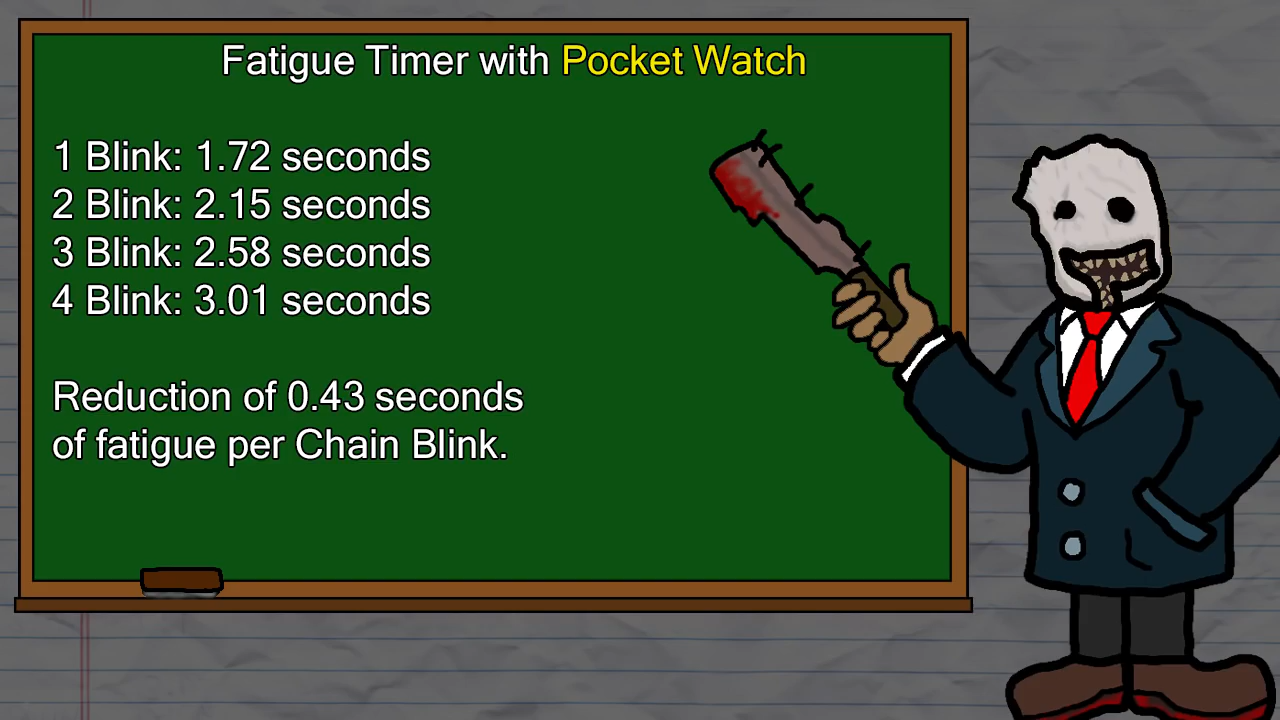 Fatigue Timer with Pocket Watch
1 Blink: 1.72 seconds
2 Blink: 2.15 seconds
3 Blink: 2.58 seconds
4 Blink: 3.01 seconds
Reduction of 0.43 seconds
of fatigue per Chain Blink.